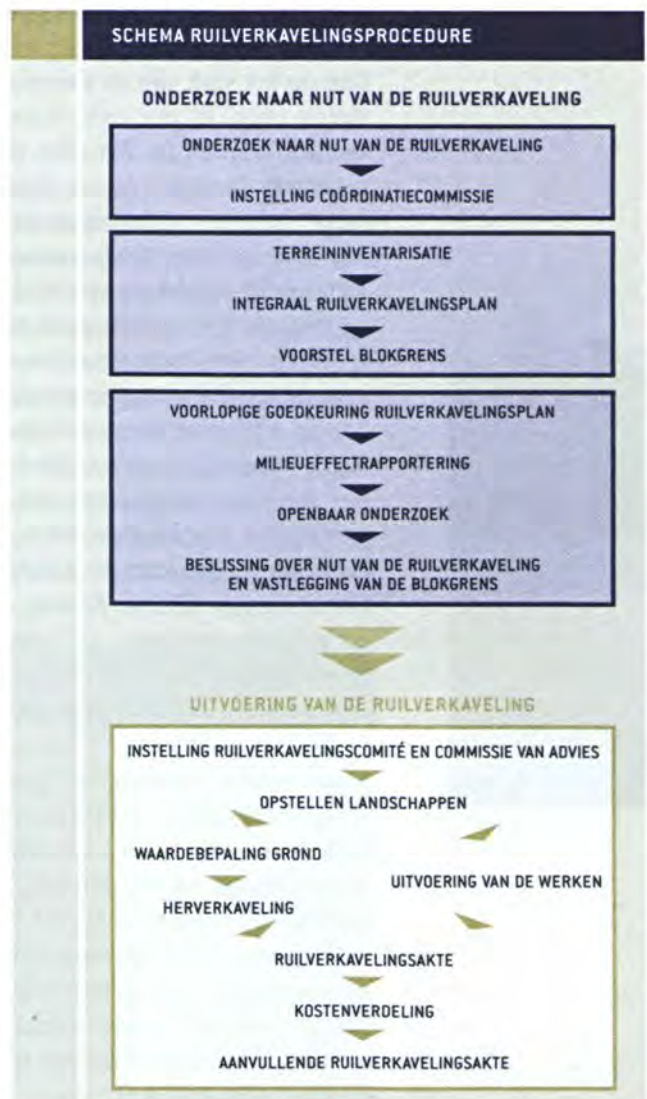 SCHEMA RUILVERKAVELINGSPROCEDURE
ONDERZOEK NAAR NUT VAN DE RUILVERKAVELING
ONDERZOEK NAAR NUT VAN DE RUILVERKAVELING
INSTELLING COÖRDINATIECOMMISSIE
TERREININVENTARISATIE
INTEGRAAL RUILVERKAVELINGSPLAN
VOORSTEL BLOKGRENS
VOORLOPIGE GOEDKEURING RUILVERKAVELINGSPLAN
MILIEUEFFECTRAPPORTERING
OPENBAAR ONDERZOEK
BESLISSING OVER NUT VAN DE RUILVERKAVELING
EN VASTLEGGING VAN DE BLOKGRENS
UITVOERING VAN DE RUILVERKAVELING
INSTELLING RUILVERKAVELINGSCOMITÉ EN COMMISSIE VAN ADVIES
OPSTELLEN LANDSCHAPPEN
WAARDEBEPALING GROND
UITVOERING VAN DE WERKEN
HERVERKAVELING
RUILVERKAVELINGSAKTE
KOSTENVERDELING
AANVULLENDE RUILVERKAVELINGSAKTE